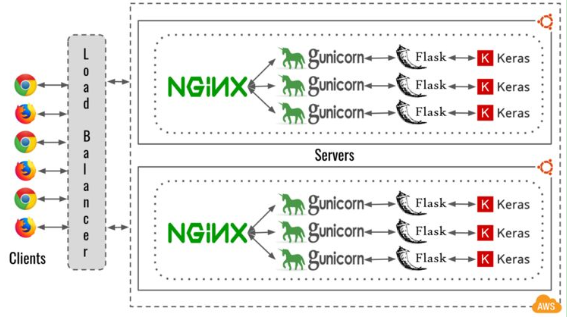 Load Balancer
Clients
Servers
NGINX
gunicorn Flask K Keras
gunicorn Flask K Keras
gunicorn Flask K Keras
NGINX
gunicorn Flask K Keras
gunicorn Flask K Keras
gunicorn Flask K Keras
AWS